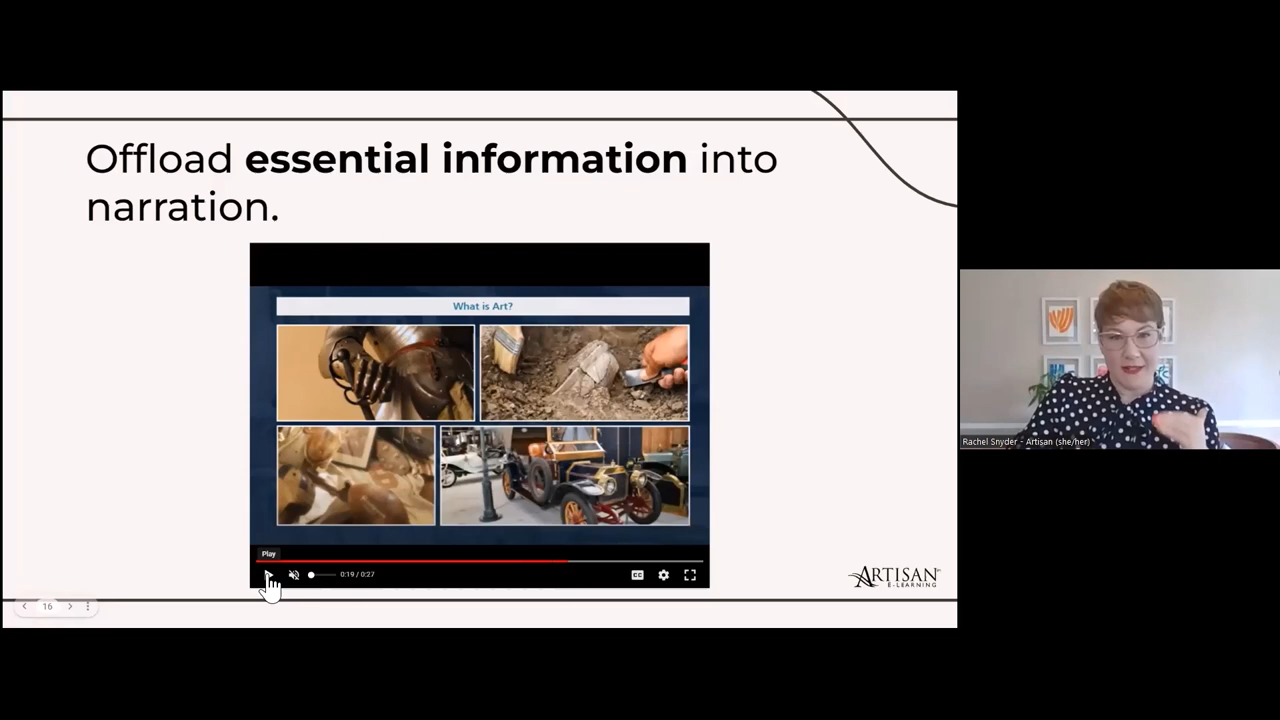 Offload essential information into
narration.
What is Art?
Play
0:19 / 0:27
CC
16
ARTISAN
E-LEARNING
Rachel Snyder - Artisan (she/her)